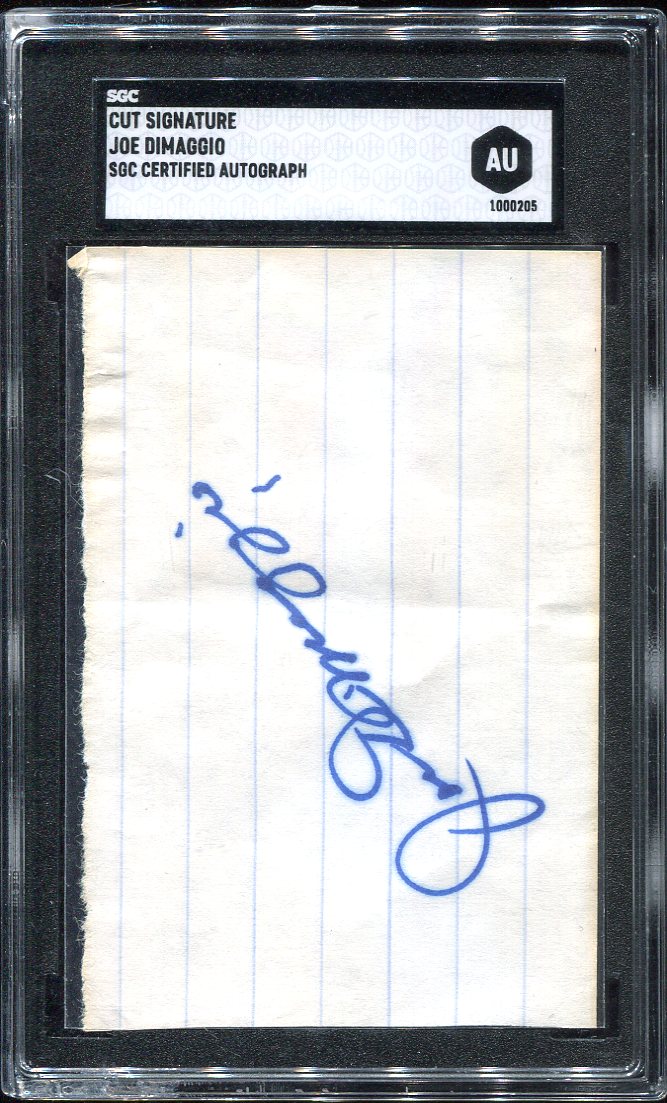 SGC
CUT SIGNATURE
JOE DIMAGGIO
SGC CERTIFIED AUTOGRAPH
AU
1000205
Joe DiMaggio